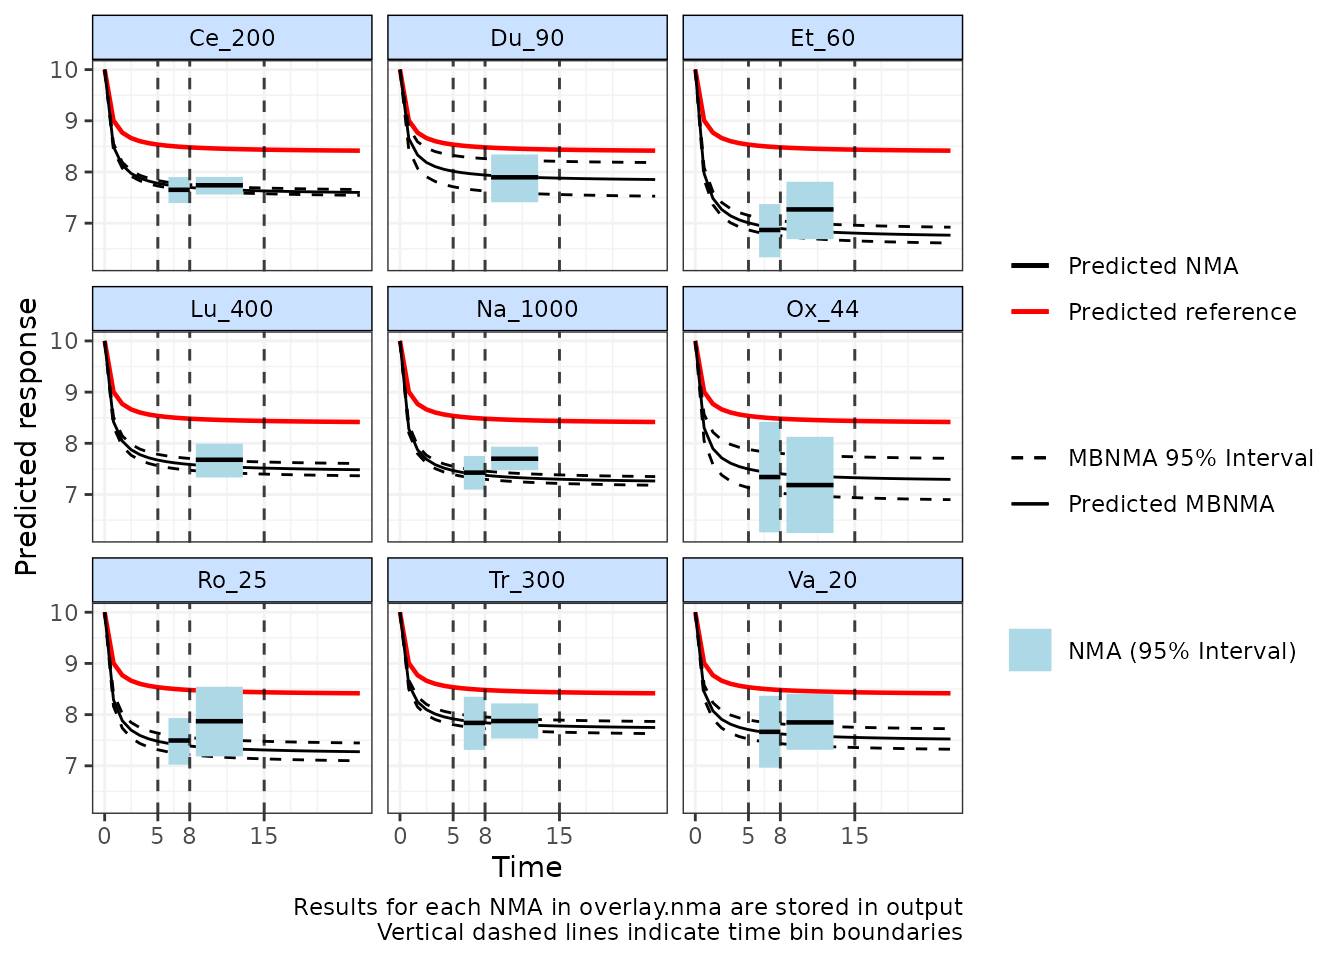 Ce_200
Du_90
Et_60
10
9
8
7
Lu_400
Na_1000
Ox_44
10
9
8
7
Ro_25
Tr_300
Va_20
10
9
8
7
0 5 8 15
0 5 8 15
0 5 8 15
Predicted response
Time
Predicted NMA
Predicted reference
MBNMA 95% Interval
Predicted MBNMA
NMA (95% Interval)
Results for each NMA in overlay.nma are stored in output
Vertical dashed lines indicate time bin boundaries